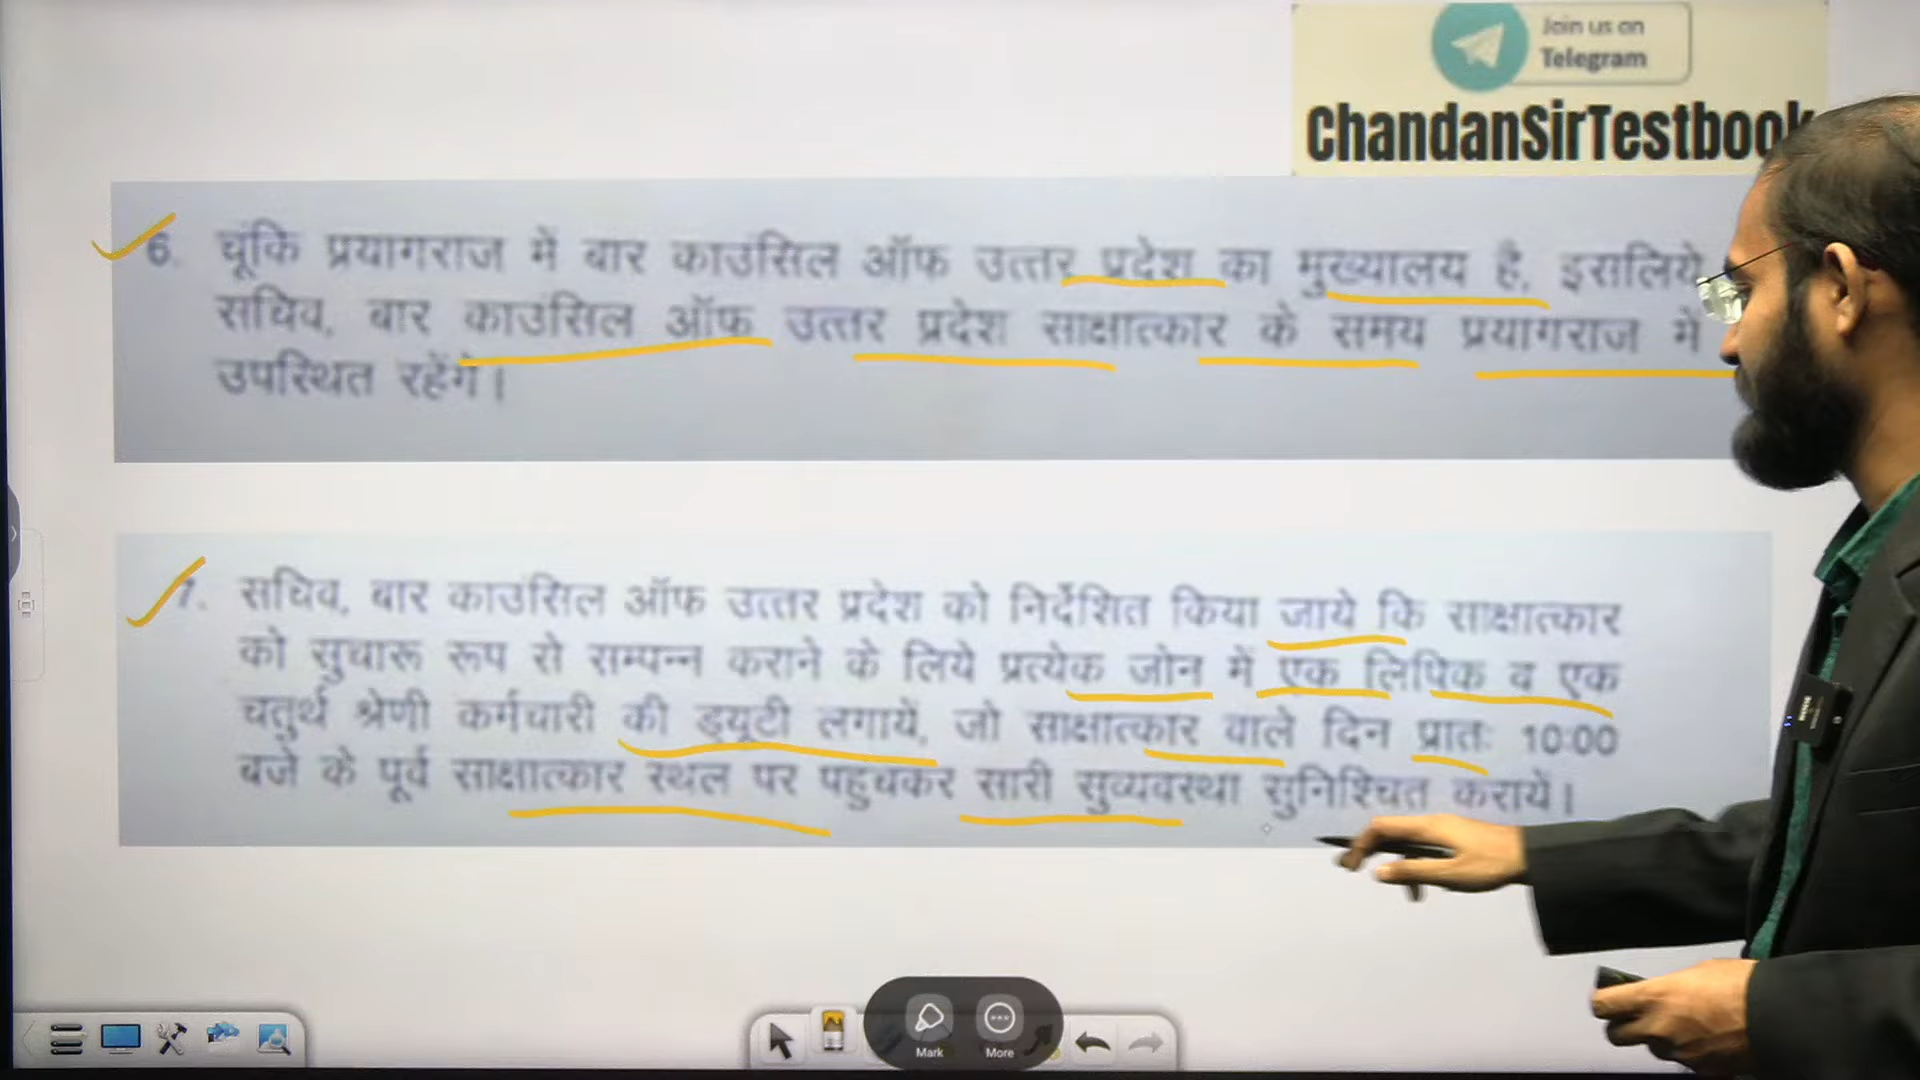 Join us on
Telegram
ChandanSirTestbook
6. चूंकि प्रयागराज में बार काउंसिल ऑफ उत्तर प्रदेश का मुख्यालय है, इसलिये
सचिव, बार काउंसिल ऑफ उत्तर प्रदेश साक्षात्कार के समय प्रयागराज में
उपस्थित रहेंगे।
7. सचिव, बार काउंसिल ऑफ उत्तर प्रदेश को निर्देशित किया जाये कि साक्षात्कार
को सुचारू रूप से सम्पन्न कराने के लिये प्रत्येक जोन में एक लिपिक व एक
चतुर्थ श्रेणी कर्मचारी की ड्यूटी लगायें, जो साक्षात्कार वाले दिन प्रातः 10:00
बजे के पूर्व साक्षात्कार स्थल पर पहुचकर सारी सुव्यवस्था सुनिश्चित करायें।
Mark
More